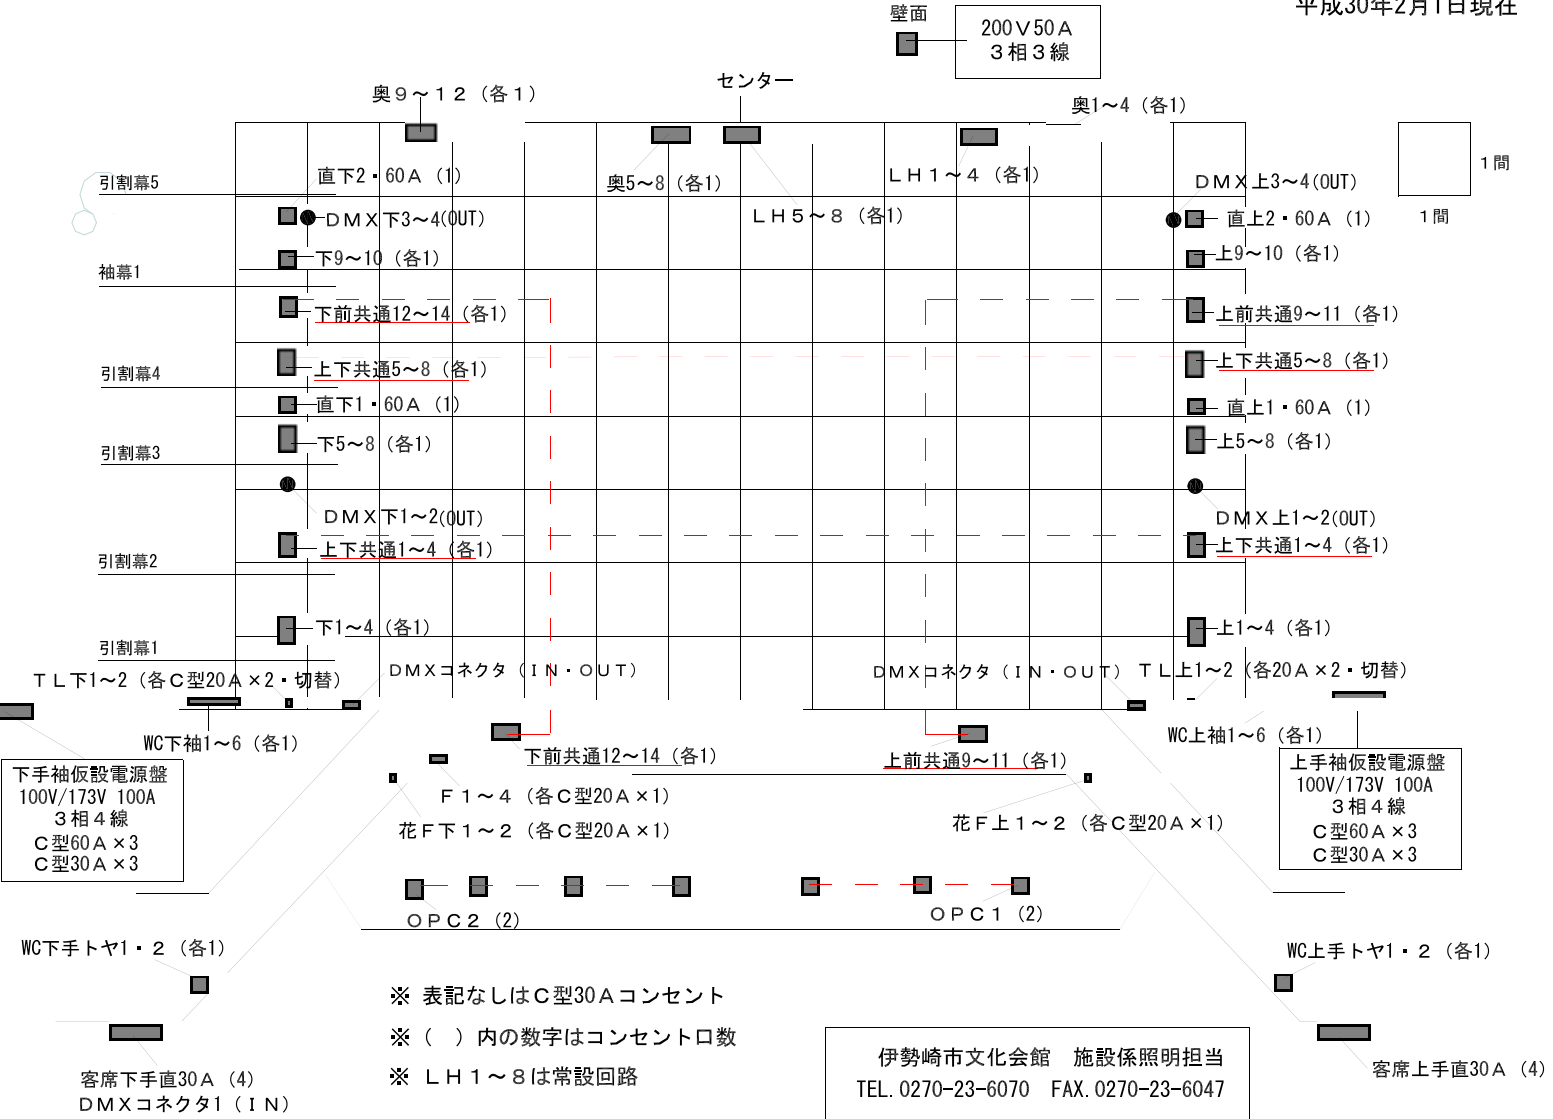 平成30年2月1日現在
壁面
200V50A
3相3線
センター
奥9～12（各1）
奥1～4（各1）
1間
1間
引割幕5
直下2・60A（1）
奥5～8（各1）
LH1～4（各1）
DMX上3～4(OUT)
DMX下3～4(OUT)
LH5～8（各1）
直上2・60A（1）
下9～10（各1）
上9～10（各1）
袖幕1
下前共通12～14（各1）
上前共通9～11（各1）
引割幕4
上下共通5～8（各1）
上下共通5～8（各1）
直下1・60A（1）
直上1・60A（1）
引割幕3
下5～8（各1）
上5～8（各1）
DMX下1～2(OUT)
DMX上1～2(OUT)
引割幕2
上下共通1～4（各1）
上下共通1～4（各1）
下1～4（各1）
上1～4（各1）
引割幕1
TL下1～2（各C型20A×2・切替）
DMXコネクタ（IN・OUT）
DMXコネクタ（IN・OUT）
TL上1～2（各20A×2・切替）
WC下袖1～6（各1）
WC上袖1～6（各1）
下前共通12～14（各1）
上前共通9～11（各1）
下手袖仮設電源盤
100V/173V 100A
3相4線
C型60A×3
C型30A×3
上手袖仮設電源盤
100V/173V 100A
3相4線
C型60A×3
C型30A×3
F1～4（各C型20A×1）
花F下1～2（各C型20A×1）
花F上1～2（各C型20A×1）
OPC2（2）
OPC1（2）
WC下手トヤ1・2（各1）
WC上手トヤ1・2（各1）
※ 表記なしはC型30Aコンセント
※（　）内の数字はコンセント口数
※ LH1～8は常設回路
伊勢崎市文化会館　施設係照明担当
TEL.0270-23-6070　FAX.0270-23-6047
客席下手直30A（4）
DMXコネクタ1（IN）
客席上手直30A（4）